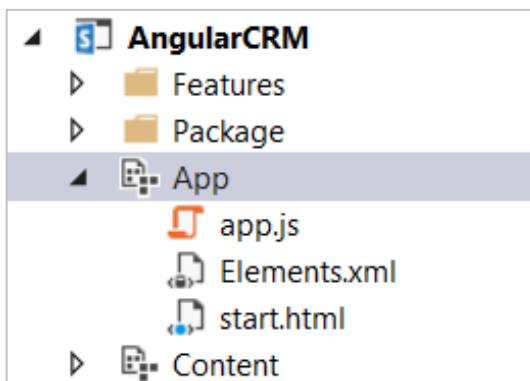 AngularCRM
Features
Package
App
app.js
Elements.xml
start.html
Content